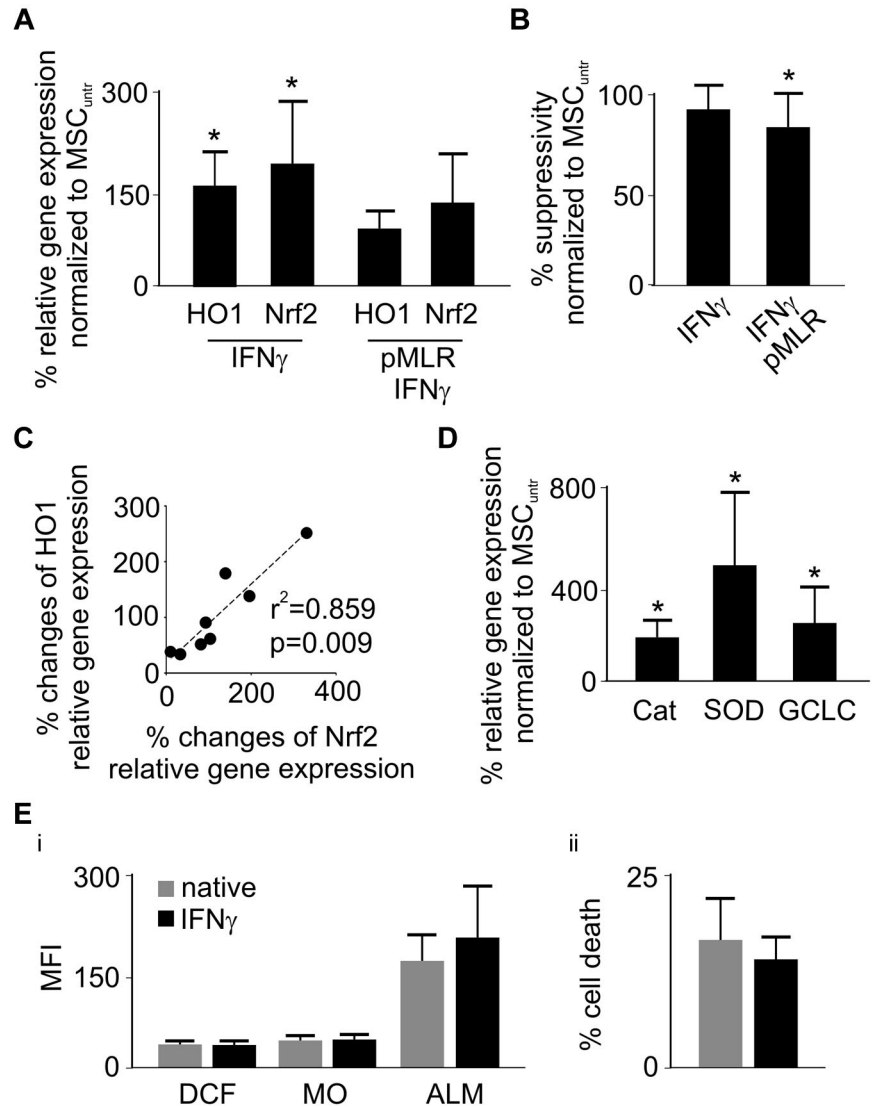 A
% relative gene expression
normalized to MSCuntr
300
150
0
*
*
HO1 Nrf2 HO1 Nrf2
IFNγ
pMLR
IFNγ
B
% suppressivity
normalized to MSCuntr
100
50
0
*
IFNγ
IFNγ
pMLR
C
% changes of HO1
relative gene expression
300
200
100
0
r2=0.859
p=0.009
0 200 400
% changes of Nrf2
relative gene expression
D
% relative gene expression
normalized to MSCuntr
800
400
0
*
*
*
Cat SOD GCLC
E
i
MFI
300
150
0
native
IFNγ
DCF MO ALM
ii
% cell death
25
0